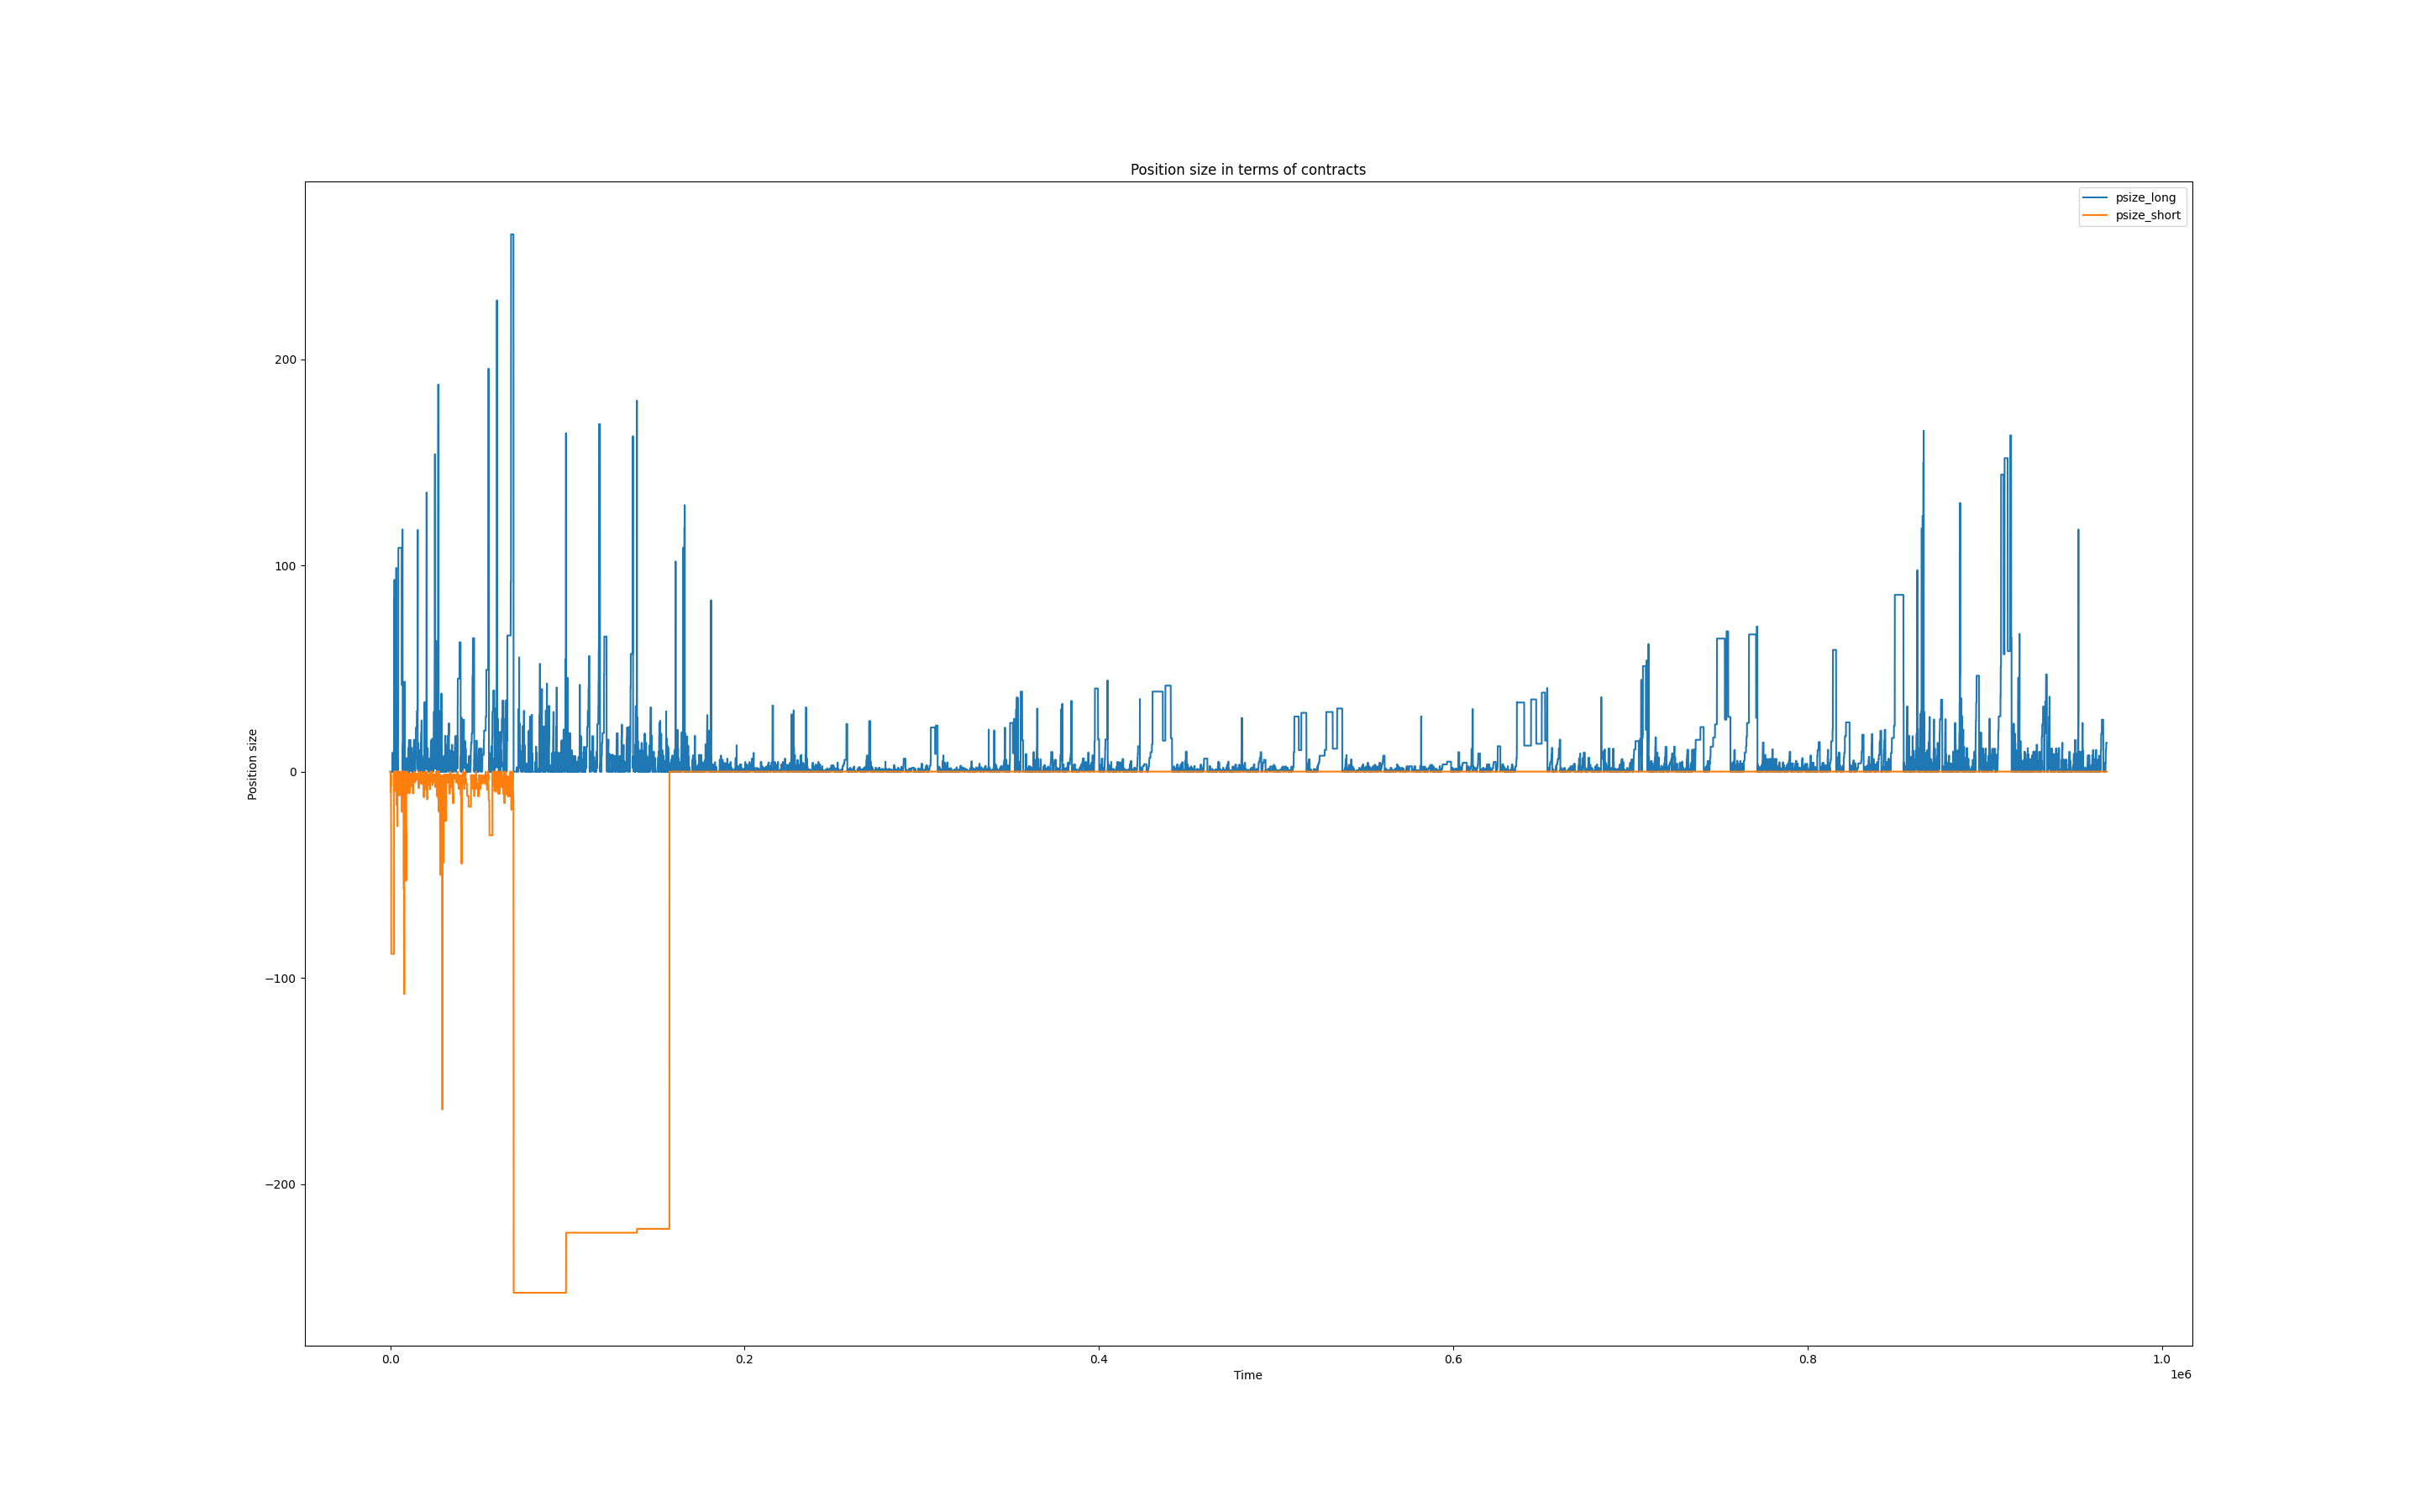 Position size in terms of contracts
psize_long
psize_short
Position size
200
100
0
−100
−200
0.0
0.2
0.4
0.6
0.8
1.0
1e6
Time